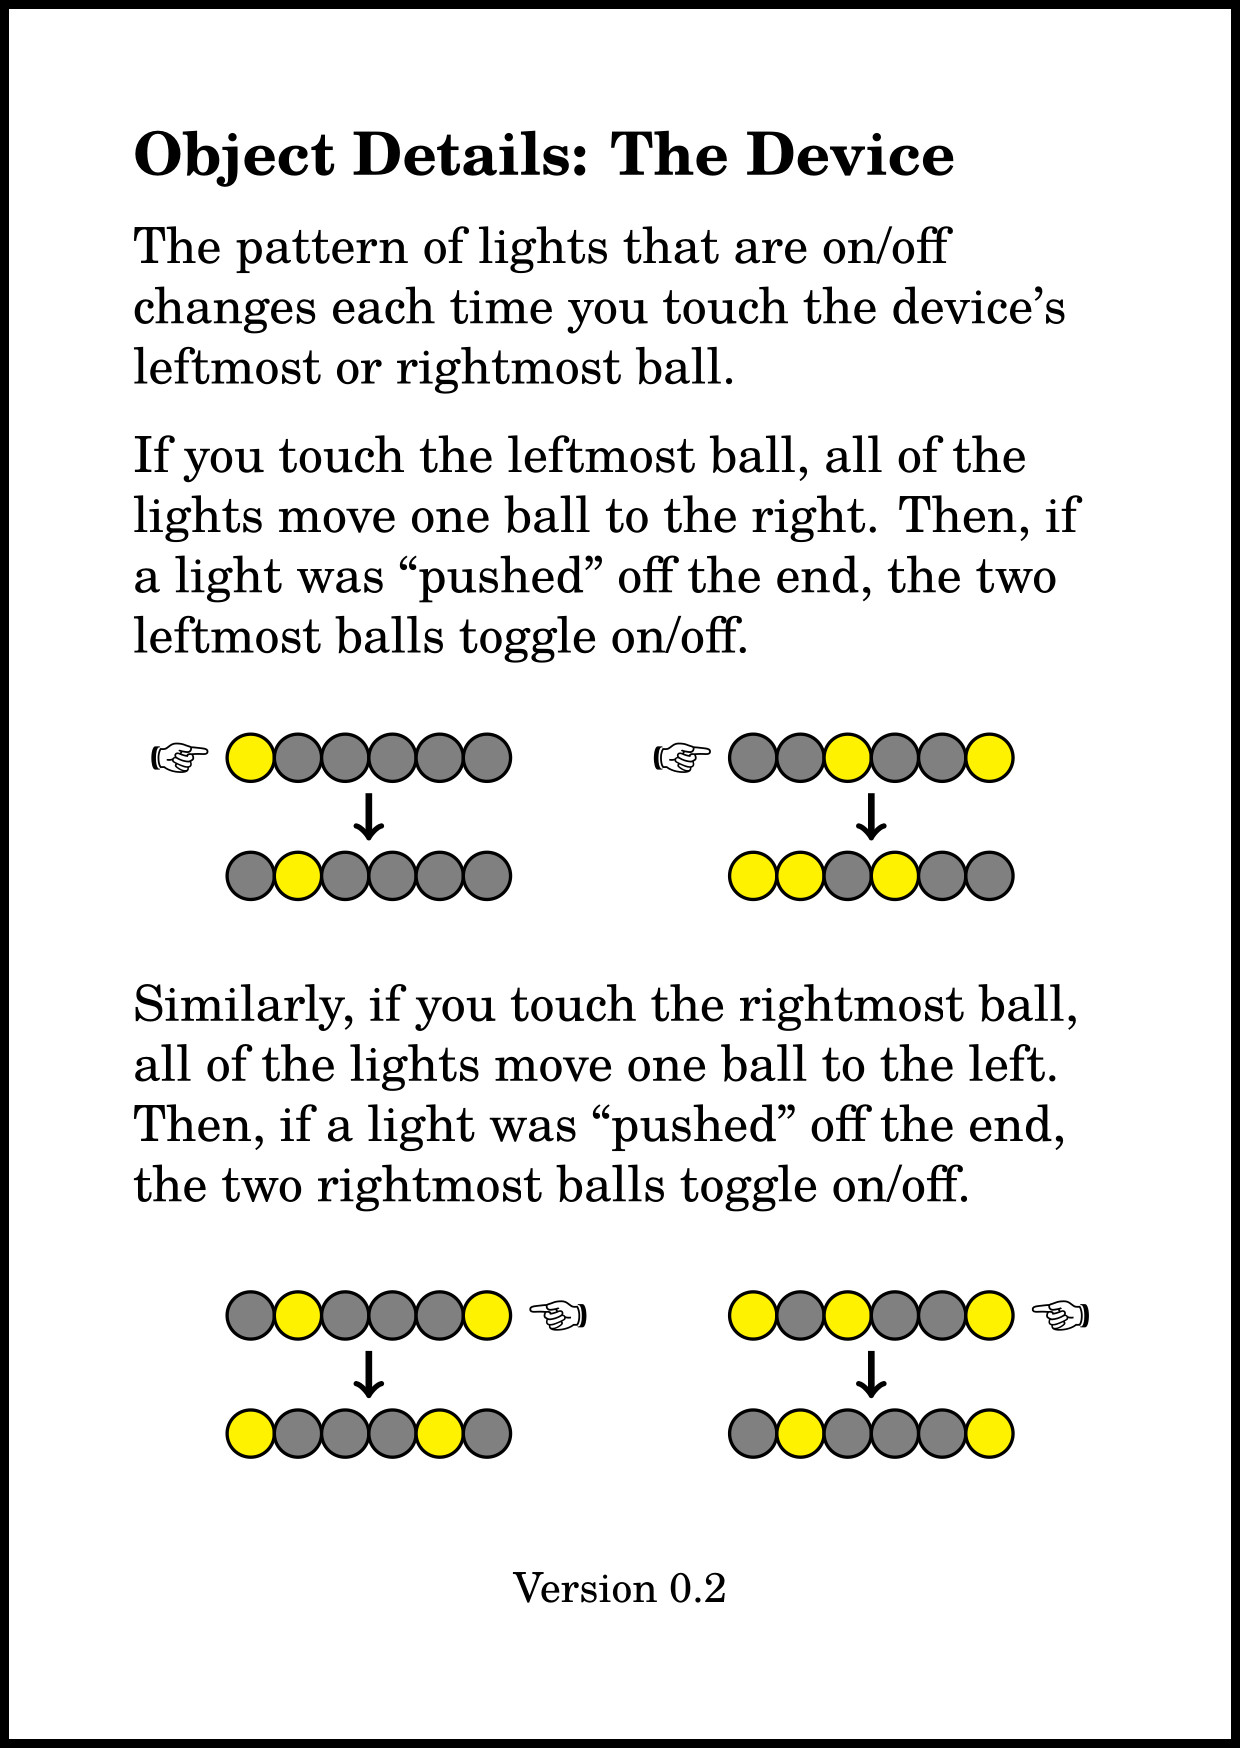 Object Details: The Device
The pattern of lights that are on/off
changes each time you touch the device’s
leftmost or rightmost ball.
If you touch the leftmost ball, all of the
lights move one ball to the right. Then, if
a light was “pushed” off the end, the two
leftmost balls toggle on/off.
Similarly, if you touch the rightmost ball,
all of the lights move one ball to the left.
Then, if a light was “pushed” off the end,
the two rightmost balls toggle on/off.
Version 0.2